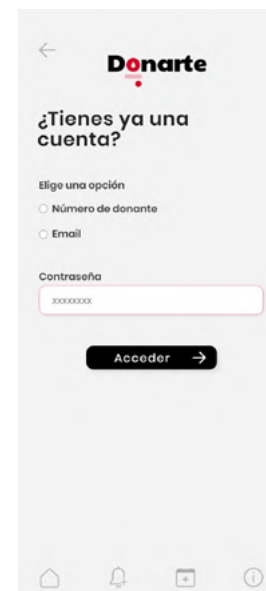 Donarte
¿Tienes ya una
cuenta?
Elige una opción
Número de donante
Email
Contraseña
xxxxxxxx
Acceder